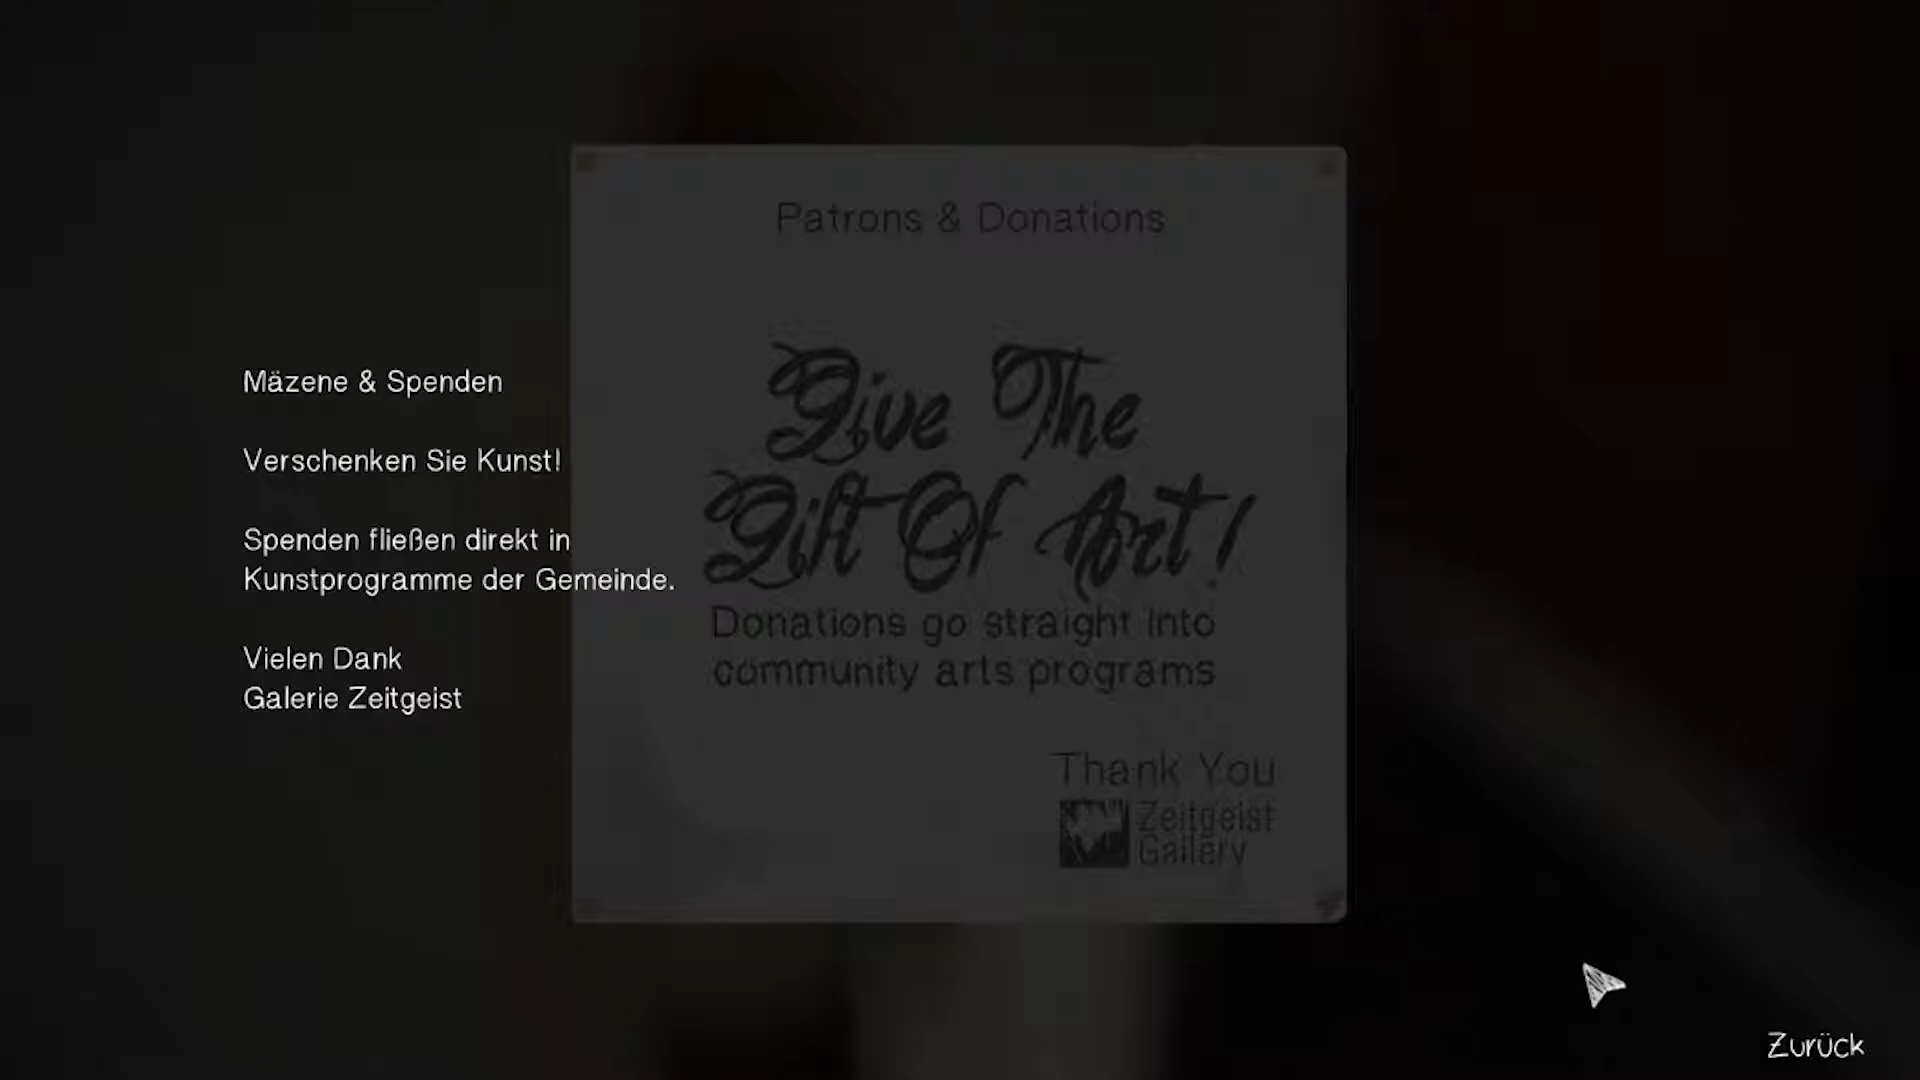 Patrons & Donations
Give The
Gift Of Art!
Donations go straight into
community arts programs
Thank You
Zeitgeist
Gallery
Mäzene & Spenden
Verschenken Sie Kunst!
Spenden fließen direkt in
Kunstprogramme der Gemeinde.
Vielen Dank
Galerie Zeitgeist
Zurück